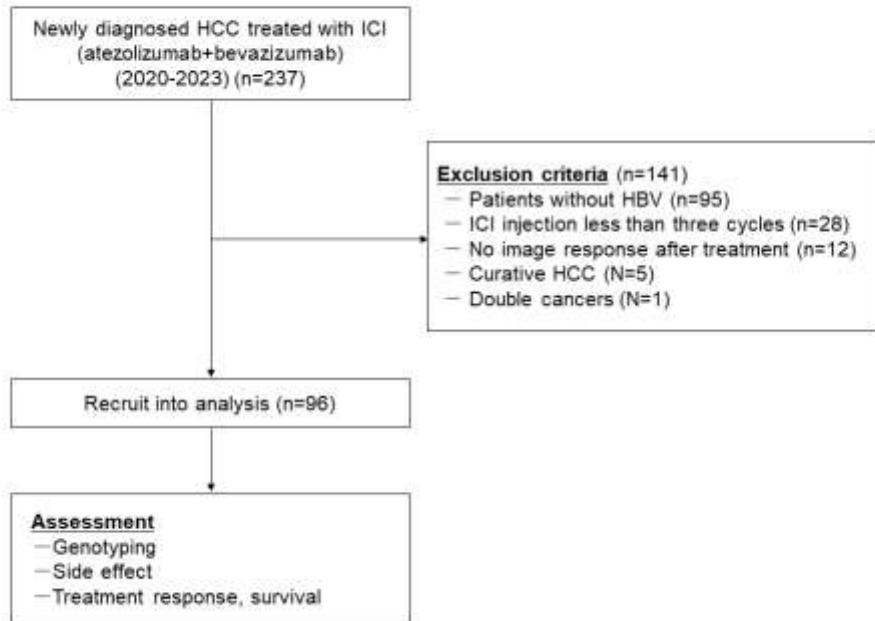 Newly diagnosed HCC treated with ICI
(atezolizumab+bevazizumab)
(2020-2023) (n=237)
Exclusion criteria (n=141)
— Patients without HBV (n=95)
— ICI injection less than three cycles (n=28)
— No image response after treatment (n=12)
— Curative HCC (N=5)
— Double cancers (N=1)
Recruit into analysis (n=96)
Assessment
—Genotyping
—Side effect
—Treatment response, survival